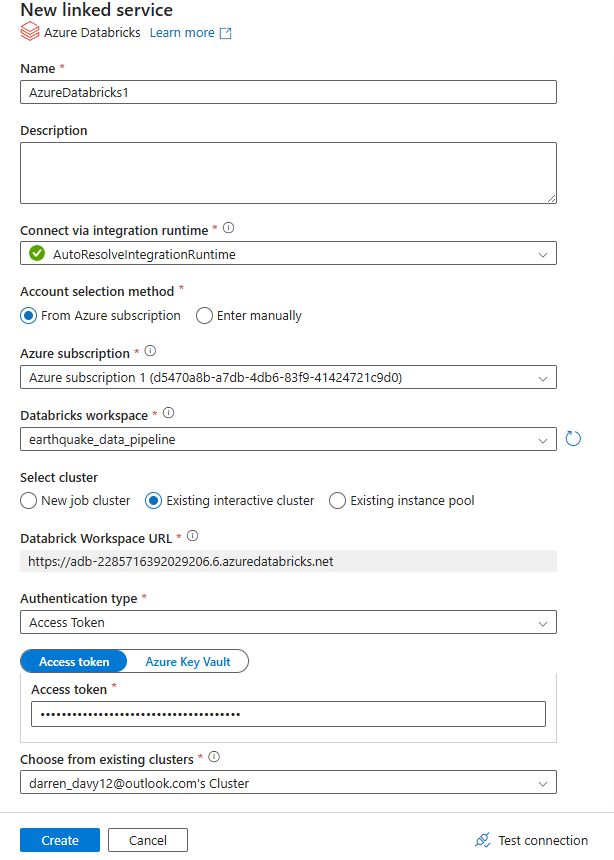 New linked service
Azure Databricks Learn more
Name *
AzureDatabricks1
Description
Connect via integration runtime *
AutoResolveIntegrationRuntime
Account selection method *
From Azure subscription Enter manually
Azure subscription *
Azure subscription 1 (d5470a8b-a7db-4db6-83f9-41424721c9d0)
Databricks workspace *
earthquake_data_pipeline
Select cluster
New job cluster Existing interactive cluster Existing instance pool
Databrick Workspace URL *
https://adb-2285716392029206.6.azuredatabricks.net
Authentication type *
Access Token
Access token Azure Key Vault
Access token *
••••••••••••••••••••••••••••••••••••••
Choose from existing clusters *
darren_davy12@outlook.com's Cluster
Create Cancel Test connection